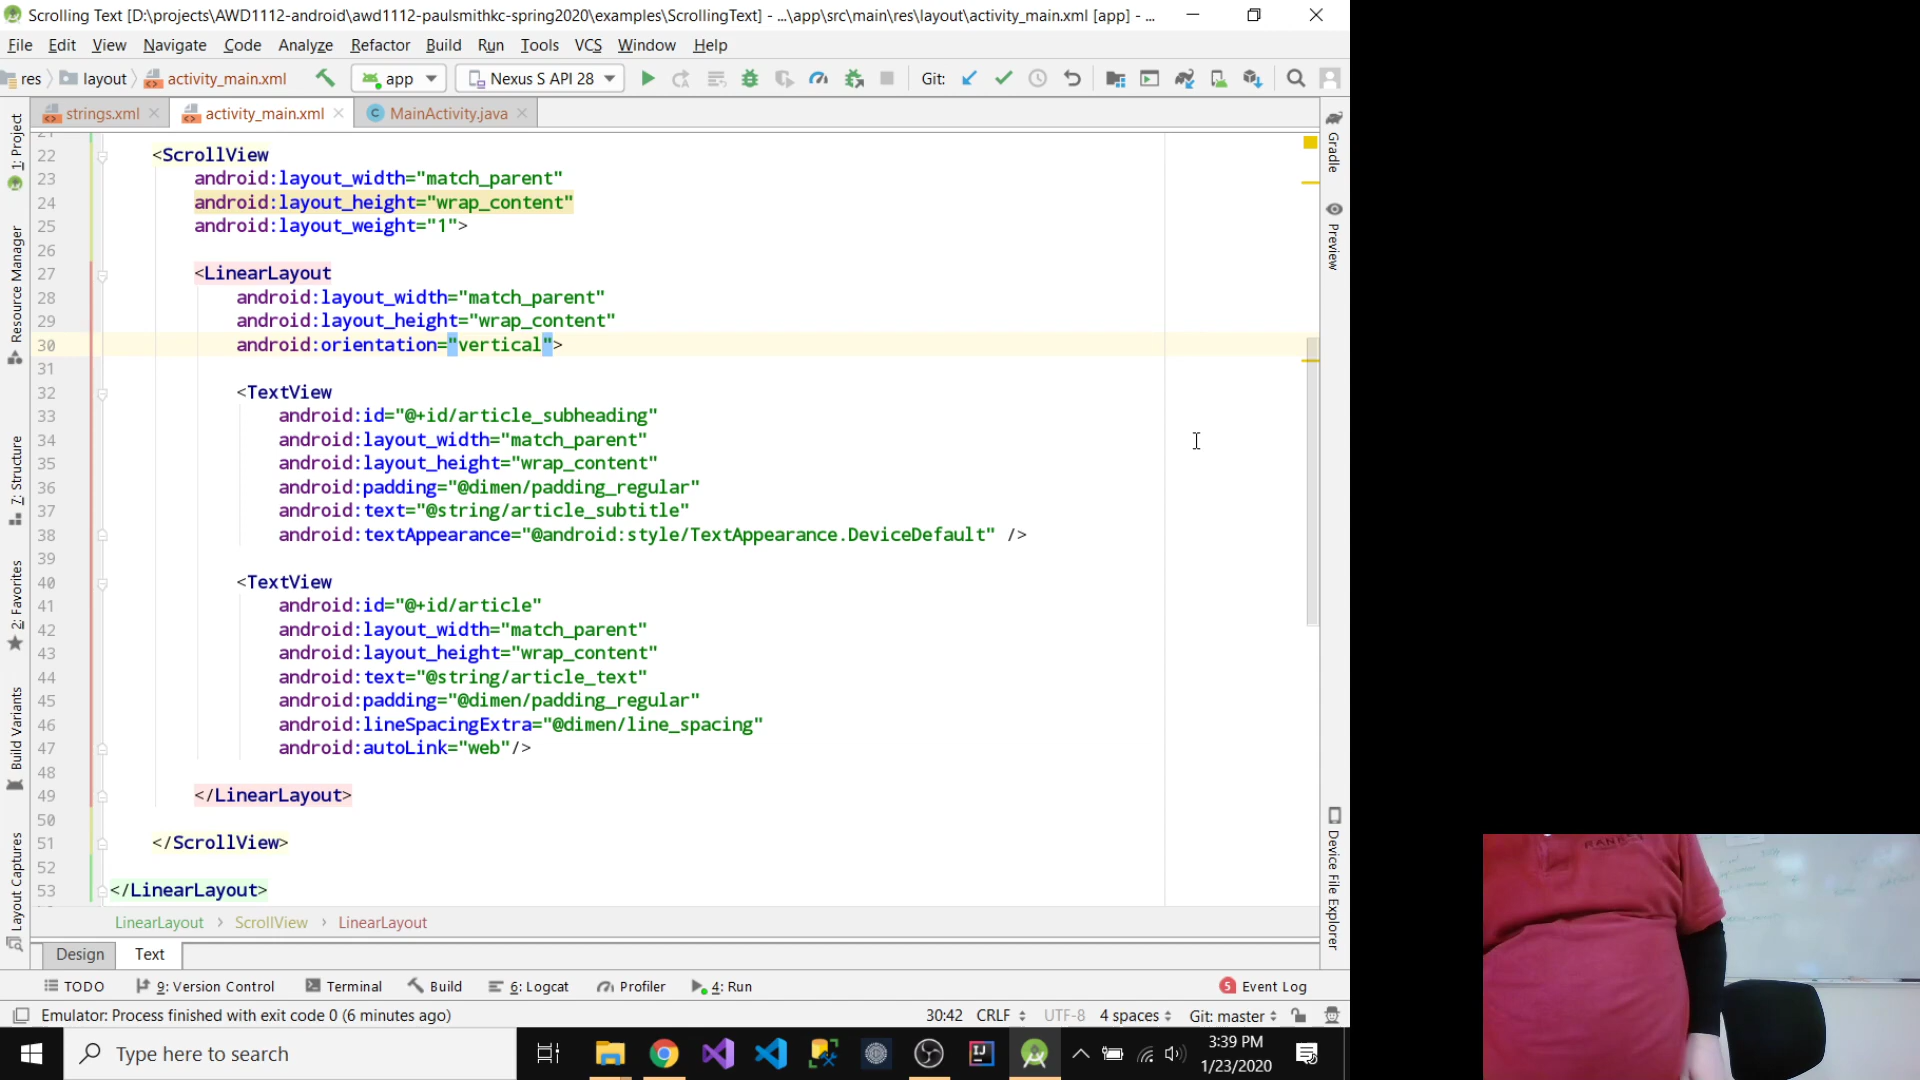 Scrolling Text [D:\projects\AWD1112-android\awd1112-paulsmithkc-spring2020\examples\ScrollingText] - ...\app\src\main\res\layout\activity_main.xml [app] - ...
File Edit View Navigate Code Analyze Refactor Build Run Tools VCS Window Help
res layout activity_main.xml app Nexus S API 28 Git:
strings.xml activity_main.xml MainActivity.java
1: Project
Resource Manager
7: Structure
2: Favorites
Build Variants
Layout Captures
21
22 <ScrollView
23 android:layout_width="match_parent"
24 android:layout_height="wrap_content"
25 android:layout_weight="1">
26
27 <LinearLayout
28 android:layout_width="match_parent"
29 android:layout_height="wrap_content"
30 android:orientation="vertical">
31
32 <TextView
33 android:id="@+id/article_subheading"
34 android:layout_width="match_parent"
35 android:layout_height="wrap_content"
36 android:padding="@dimen/padding_regular"
37 android:text="@string/article_subtitle"
38 android:textAppearance="@android:style/TextAppearance.DeviceDefault" />
39
40 <TextView
41 android:id="@+id/article"
42 android:layout_width="match_parent"
43 android:layout_height="wrap_content"
44 android:text="@string/article_text"
45 android:padding="@dimen/padding_regular"
46 android:lineSpacingExtra="@dimen/line_spacing"
47 android:autoLink="web"/>
48
49 </LinearLayout>
50
51 </ScrollView>
52
53 </LinearLayout>
Gradle
Preview
Device File Explorer
LinearLayout › ScrollView › LinearLayout
Design Text
TODO 9: Version Control Terminal Build 6: Logcat Profiler 4: Run 5 Event Log
Emulator: Process finished with exit code 0 (6 minutes ago) 30:42 CRLF UTF-8 4 spaces Git: master
Type here to search
3:39 PM
1/23/2020